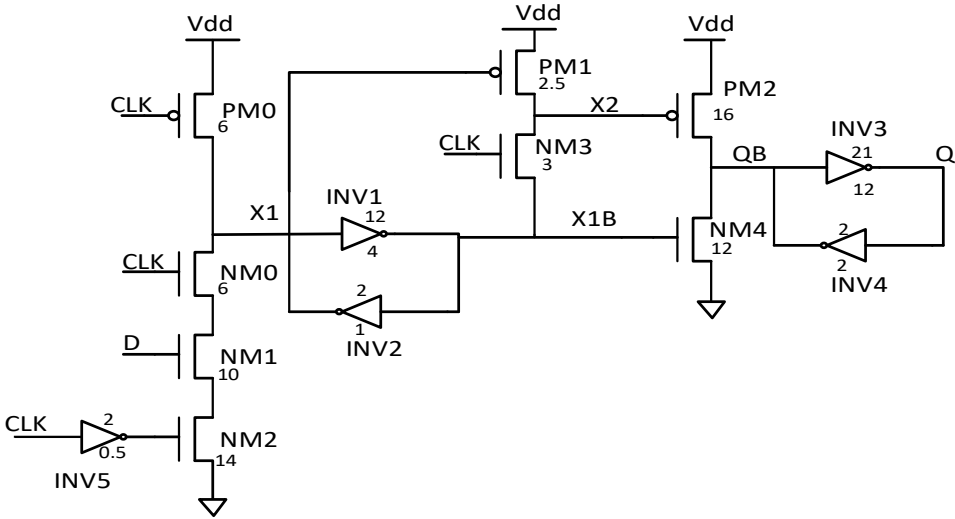 Vdd
Vdd
Vdd
CLK
PM0
6
PM1
2.5
X2
PM2
16
CLK
NM3
3
QB
INV3
21
12
Q
INV1
12
4
X1
X1B
NM4
12
2
2
INV4
CLK
NM0
6
2
1
INV2
D
NM1
10
CLK
2
0.5
INV5
NM2
14